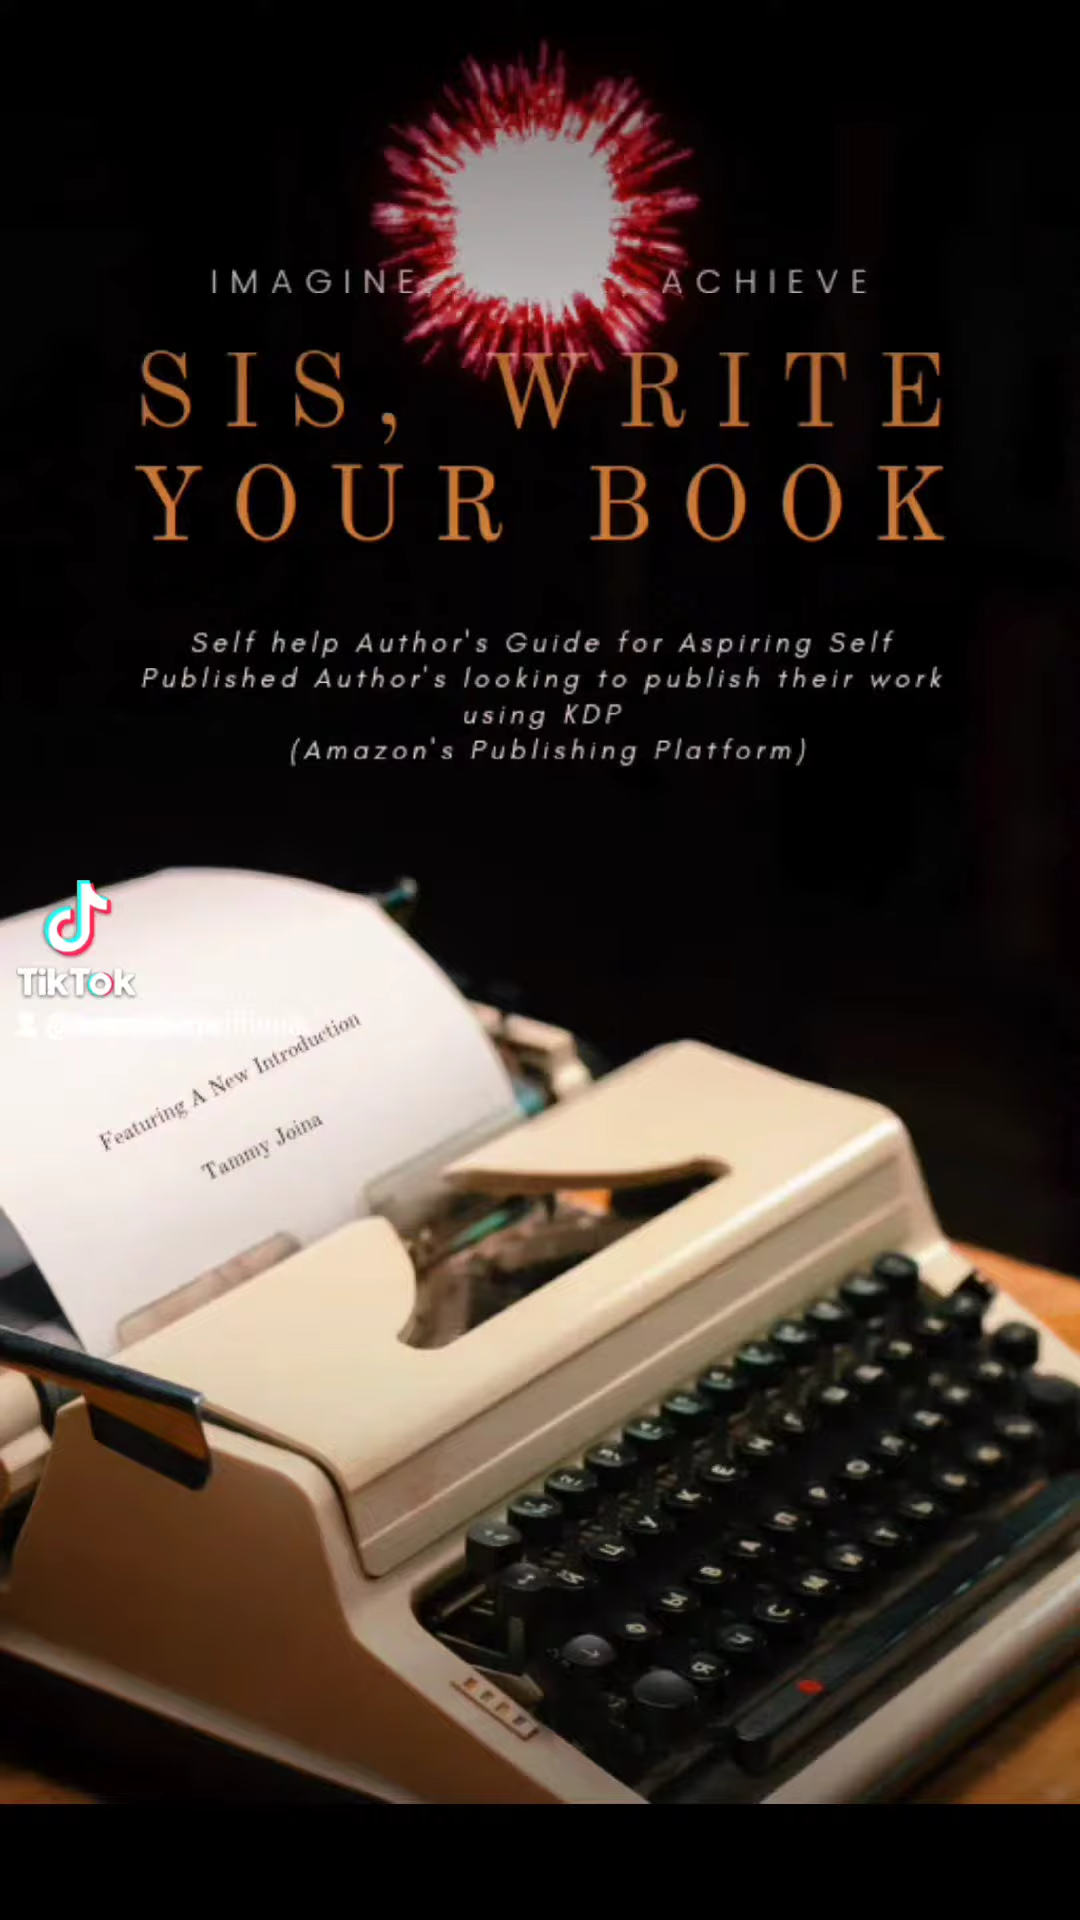 IMAGINE ACHIEVE
SIS, WRITE
YOUR BOOK
Self help Author's Guide for Aspiring Self
Published Author's looking to publish their work
using KDP
(Amazon's Publishing Platform)
TikTok
Featuring A New Introduction
Tammy Joina